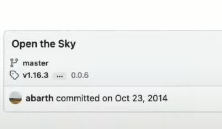 Open the Sky
master
v1.16.3 ... 0.0.6
abarth committed on Oct 23, 2014